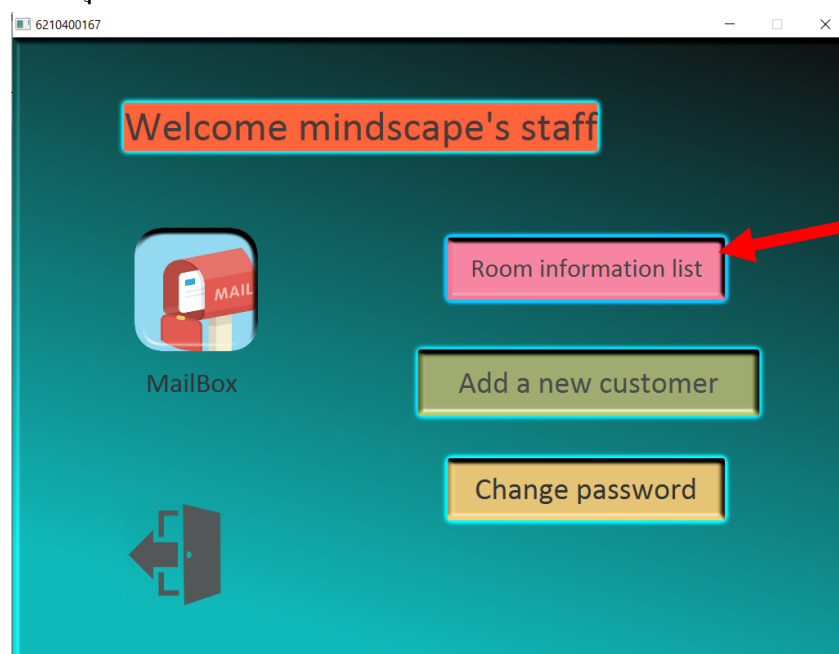 6210400167
Welcome mindscape's staff
MAIL
Room information list
MailBox
Add a new customer
Change password